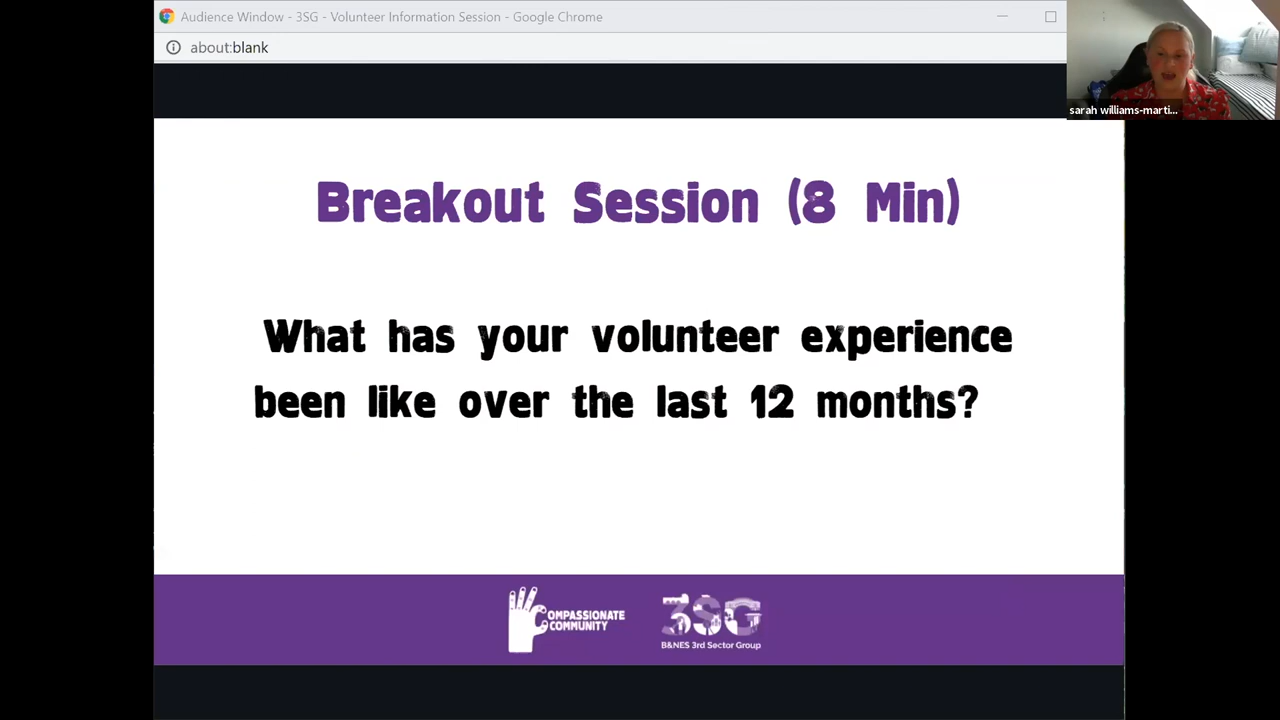 Audience Window - 3SG - Volunteer Information Session - Google Chrome
about:blank
sarah williams-marti...
Breakout Session (8 Min)
What has your volunteer experience
been like over the last 12 months?
COMPASSIONATE
COMMUNITY
3SG
B&NES 3rd Sector Group